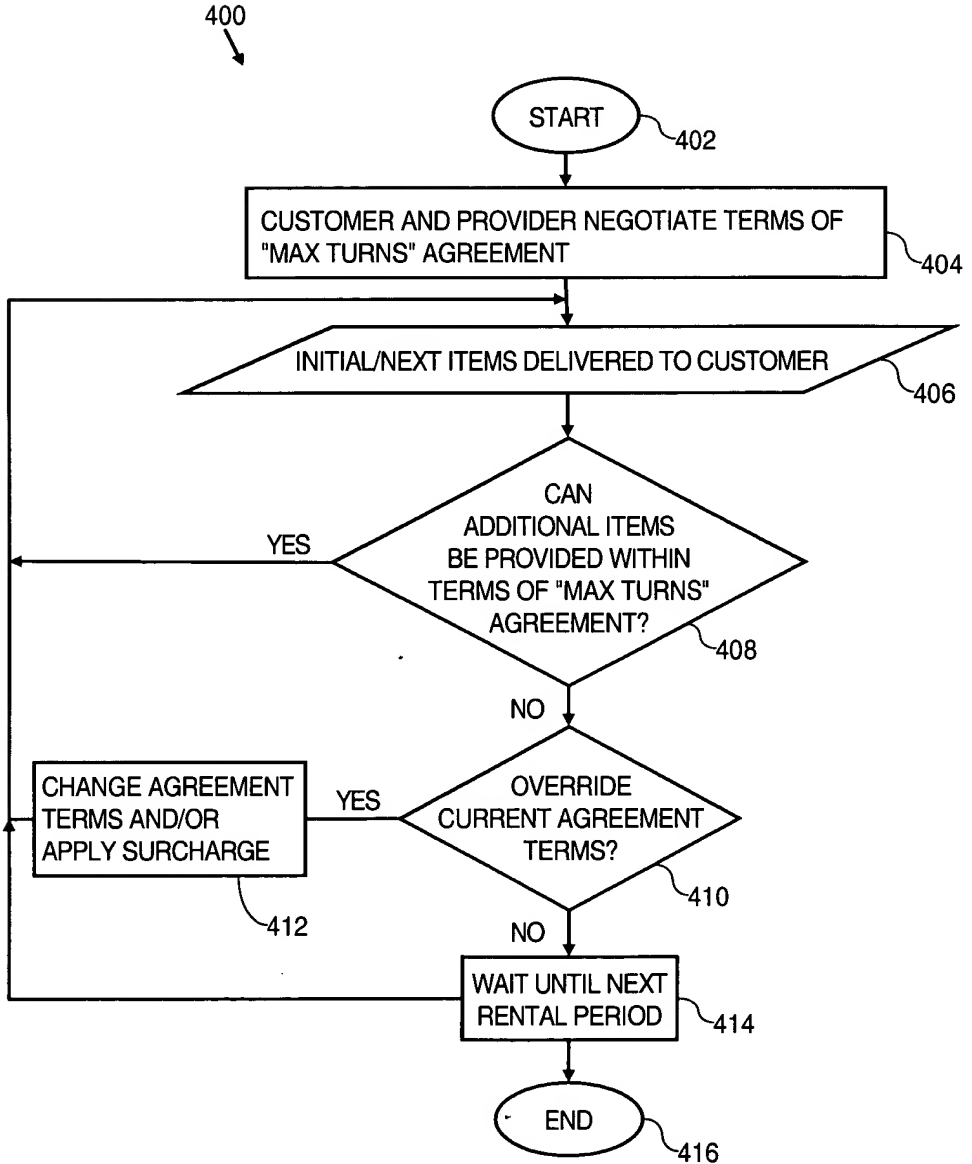 400
START
402
CUSTOMER AND PROVIDER NEGOTIATE TERMS OF
"MAX TURNS" AGREEMENT
404
INITIAL/NEXT ITEMS DELIVERED TO CUSTOMER
406
CAN
ADDITIONAL ITEMS
BE PROVIDED WITHIN
TERMS OF "MAX TURNS"
AGREEMENT?
YES
408
NO
OVERRIDE
CURRENT AGREEMENT
TERMS?
YES
410
CHANGE AGREEMENT
TERMS AND/OR
APPLY SURCHARGE
412
NO
WAIT UNTIL NEXT
RENTAL PERIOD
414
END
416